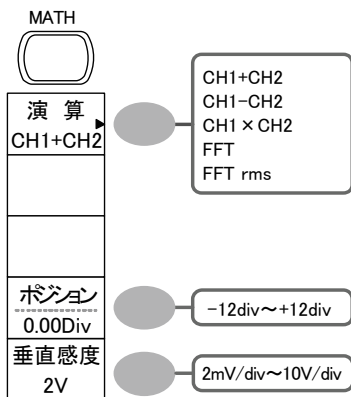 MATH
演 算
CH1+CH2
CH1+CH2
CH1−CH2
CH1×CH2
FFT
FFT rms
ポジション
0.00Div
−12div～+12div
垂直感度
2V
2mV/div～10V/div